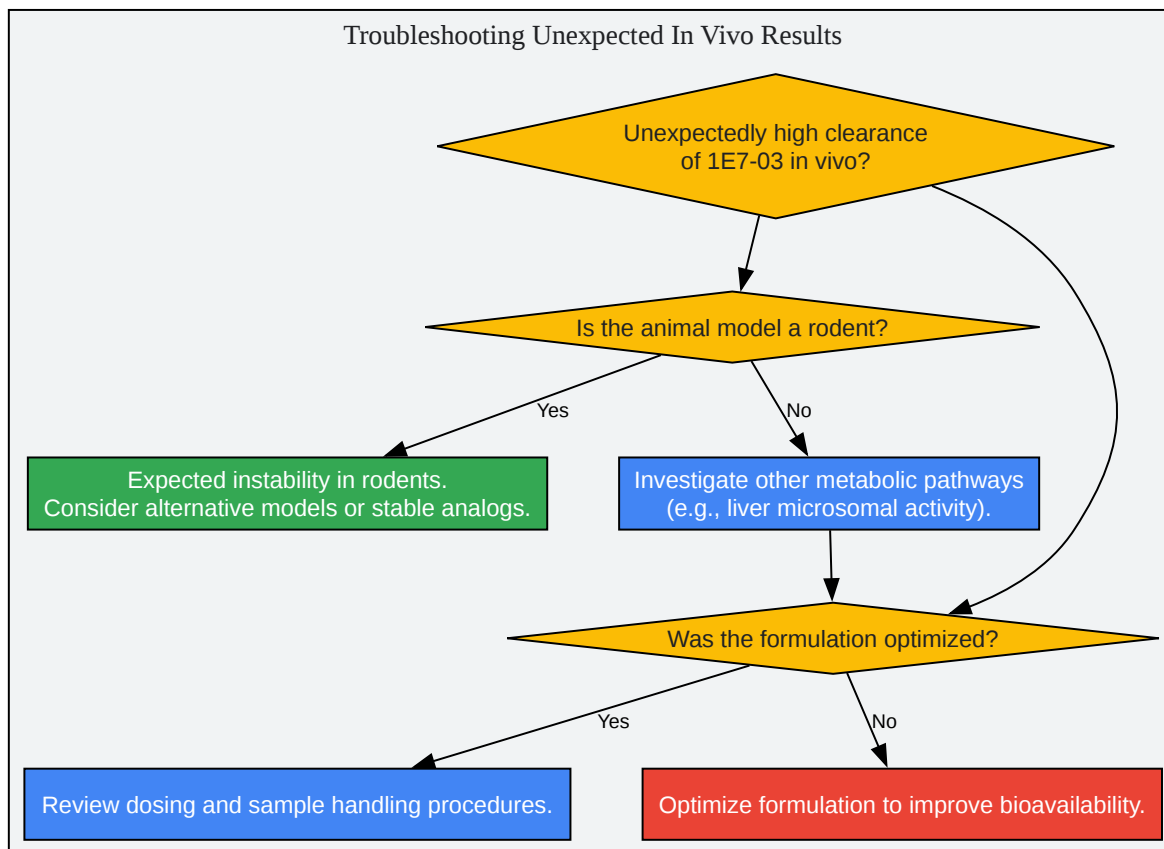 Troubleshooting Unexpected In Vivo Results
Unexpectedly high clearance
of 1E7-03 in vivo?
Is the animal model a rodent?
Yes
No
Expected instability in rodents.
Consider alternative models or stable analogs.
Investigate other metabolic pathways
(e.g., liver microsomal activity).
Was the formulation optimized?
Yes
No
Review dosing and sample handling procedures.
Optimize formulation to improve bioavailability.